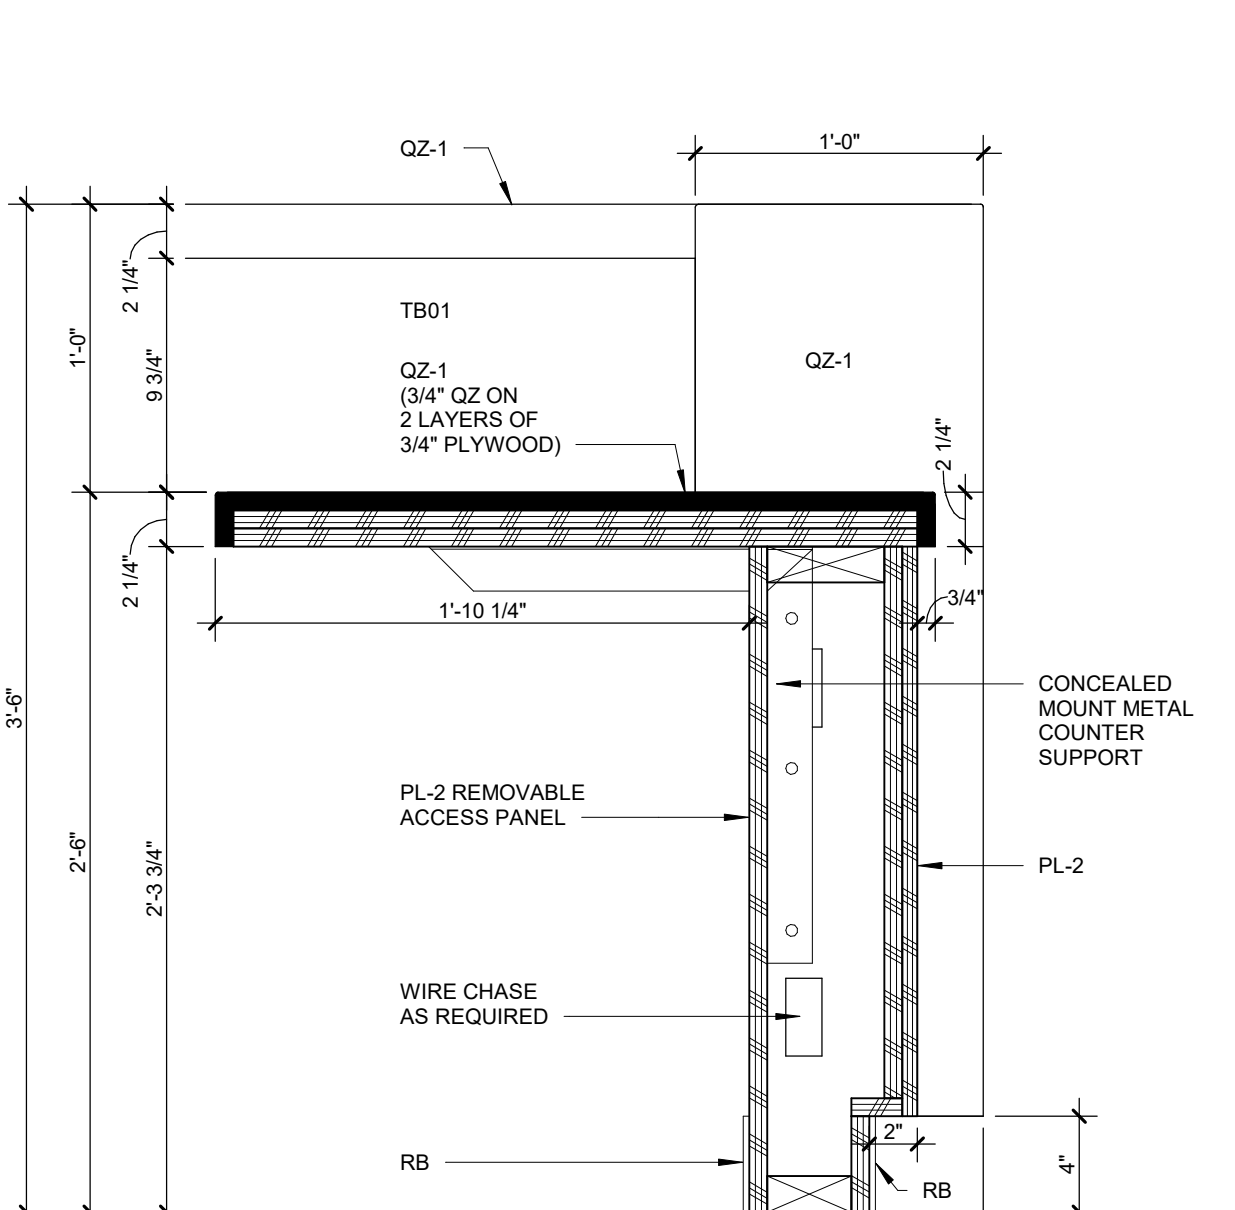 1'-0"
QZ-1
2 1/4"
1'-0"
9 3/4"
TB01
QZ-1
(3/4" QZ ON
2 LAYERS OF
3/4" PLYWOOD)
QZ-1
2 1/4"
2 1/4"
1'-10 1/4"
3/4"
3'-6"
CONCEALED
MOUNT METAL
COUNTER
SUPPORT
2'-6"
2'-3 3/4"
PL-2 REMOVABLE
ACCESS PANEL
PL-2
WIRE CHASE
AS REQUIRED
2"
4"
RB
RB